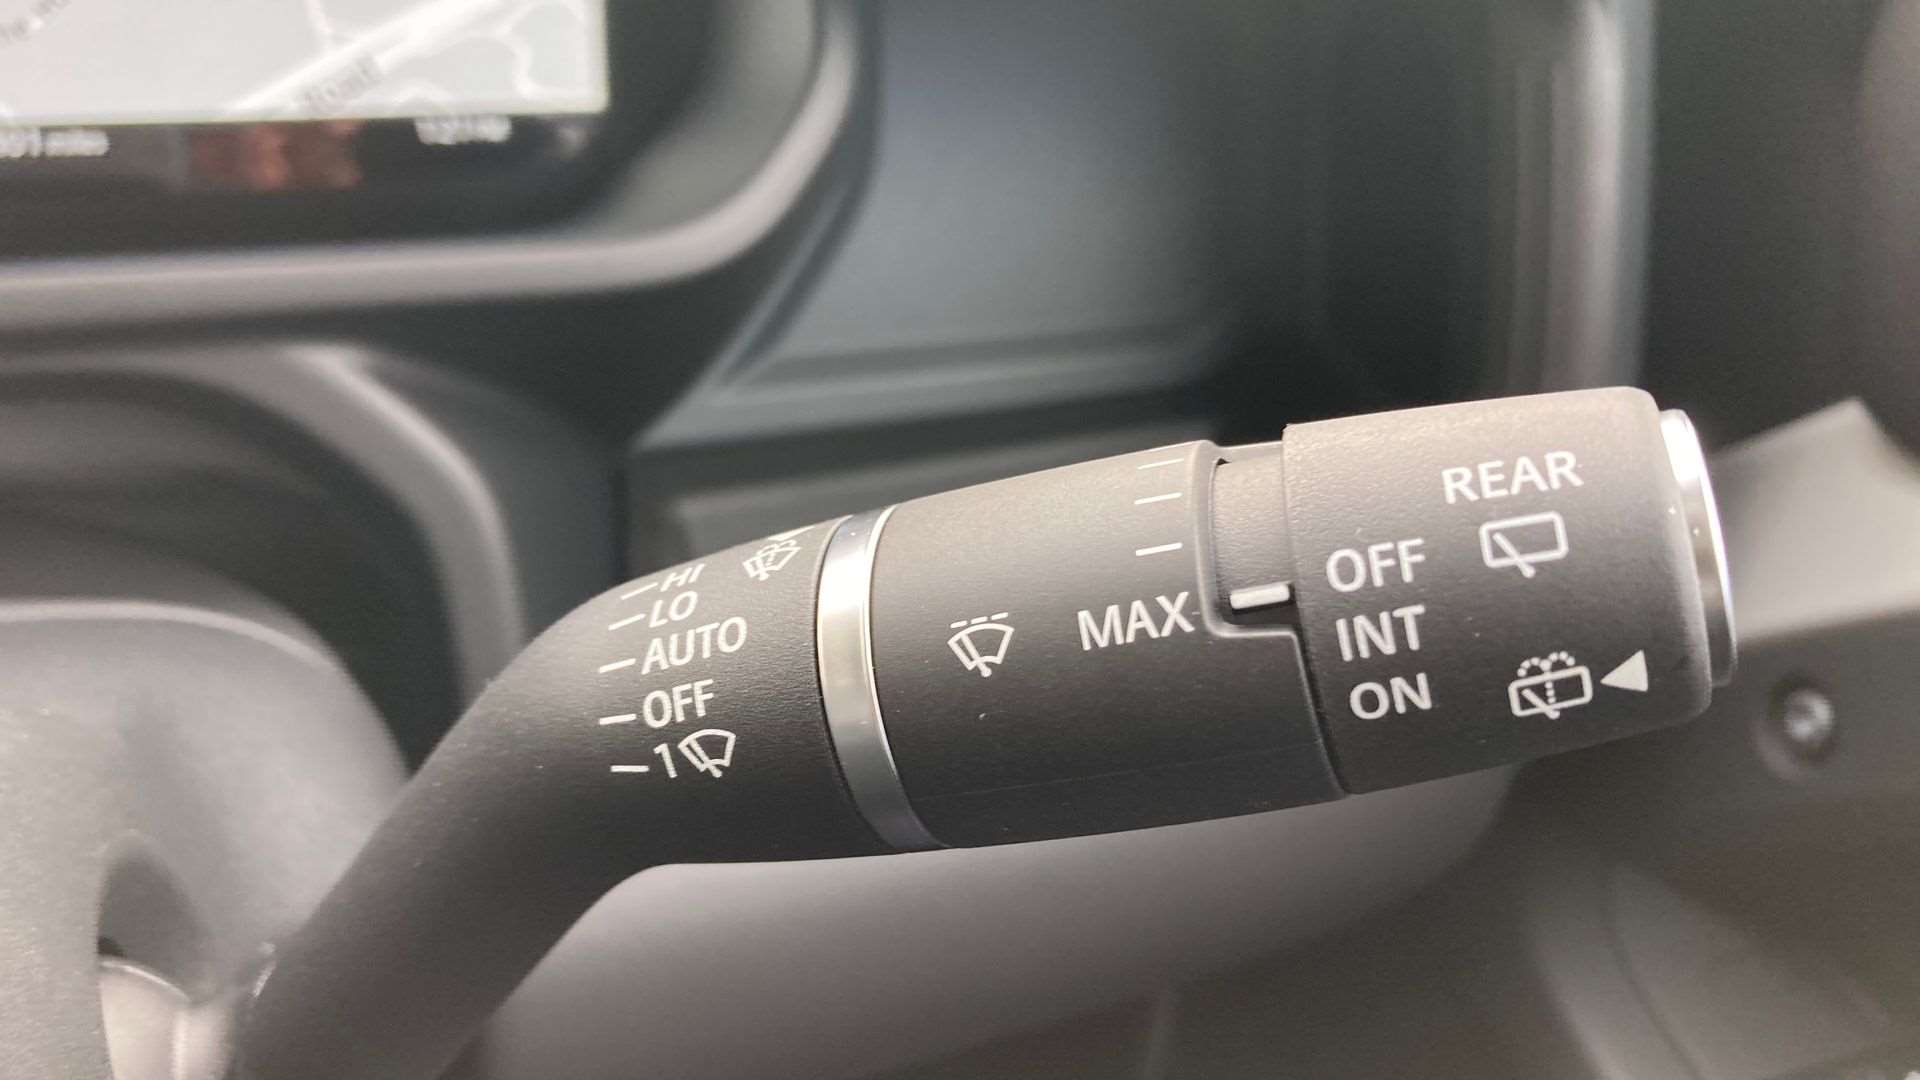 HI
LO
AUTO
OFF
1
MAX
REAR
OFF
INT
ON